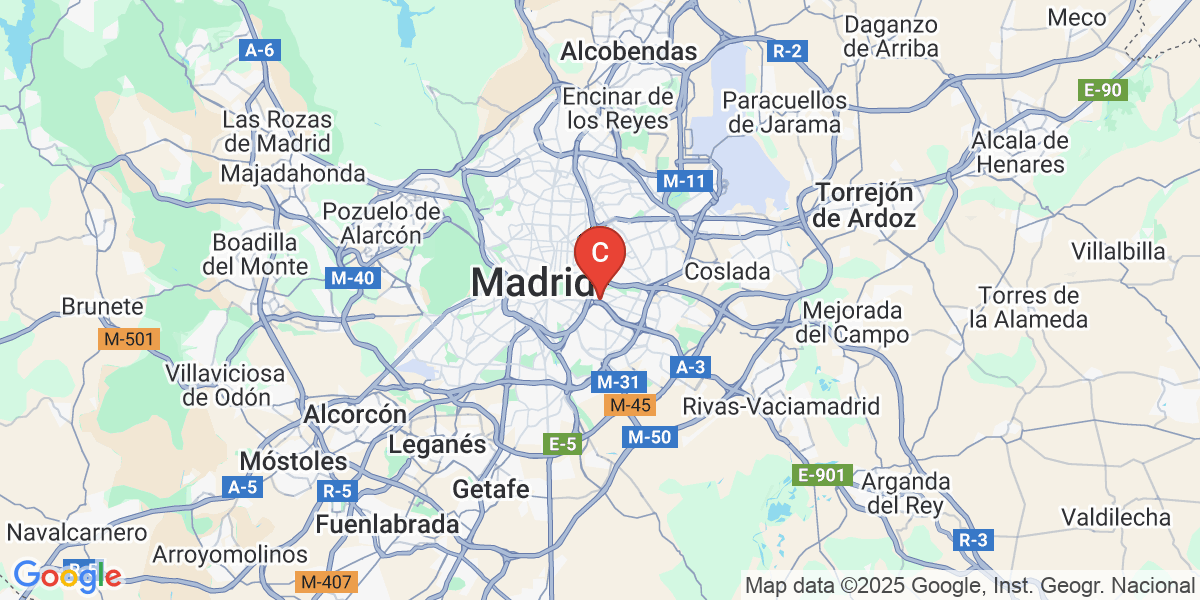 Meco
Daganzo
de Arriba
Alcobendas
A-6
R-2
E-90
Encinar de
los Reyes
Paracuellos
de Jarama
Las Rozas
de Madrid
Alcala de
Henares
Majadahonda
M-11
Torrejón
de Ardoz
Pozuelo de
Alarcón
Boadilla
del Monte
C
Villalbilla
M-40
Madrid
Coslada
Brunete
Torres de
la Alameda
Mejorada
del Campo
M-501
Villaviciosa
de Odón
A-3
M-31
Alcorcón
M-45
Rivas-Vaciamadrid
Leganés
E-5
M-50
Móstoles
E-901
A-5
R-5
Getafe
Arganda
del Rey
Fuenlabrada
Valdilecha
Navalcarnero
R-3
Arroyomolinos
R-5
M-407
Google
Map data ©2025 Google, Inst. Geogr. Nacional